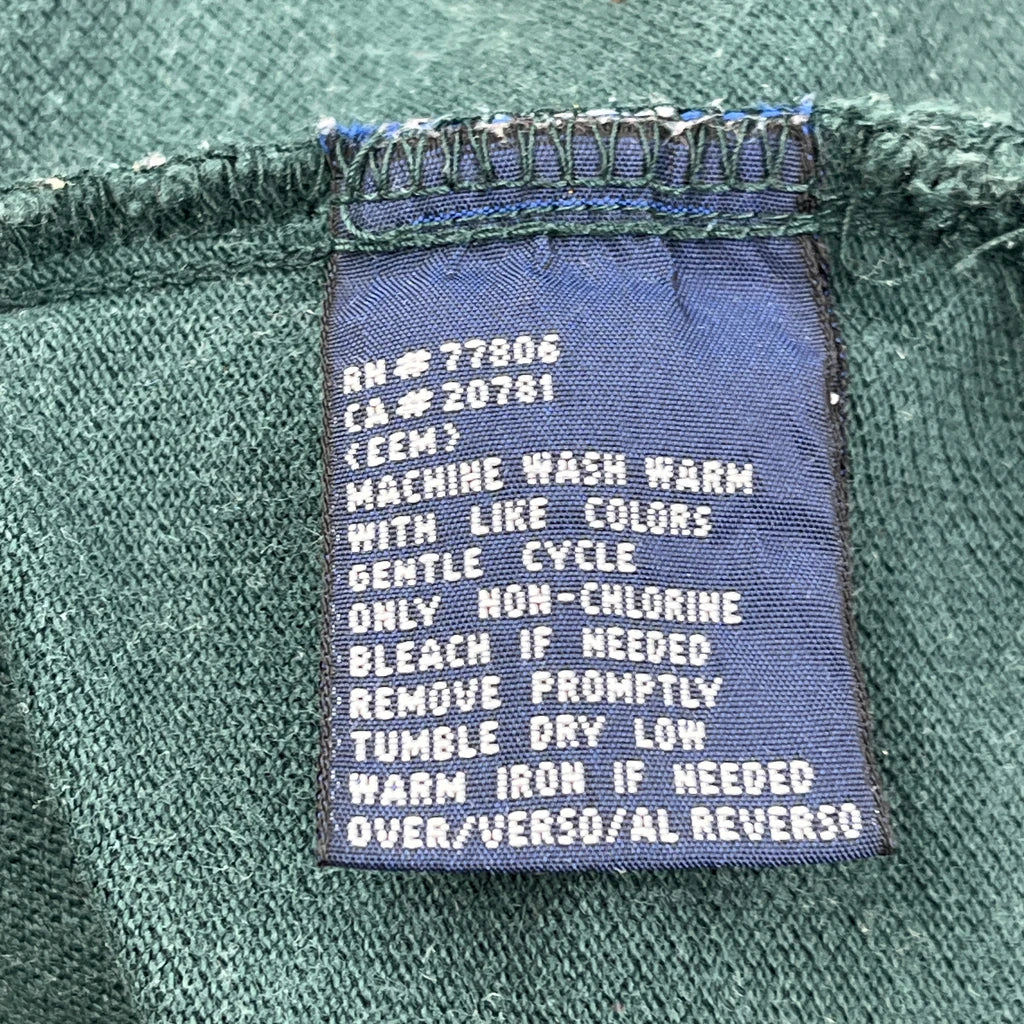 RN#77806
CA#20781
(EEM)
MACHINE WASH WARM
WITH LIKE COLORS
GENTLE CYCLE
ONLY NON-CHLORINE
BLEACH IF NEEDED
REMOVE PROMPTLY
TUMBLE DRY LOW
WARM IRON IF NEEDED
OVER/VERSO/AL REVERSO